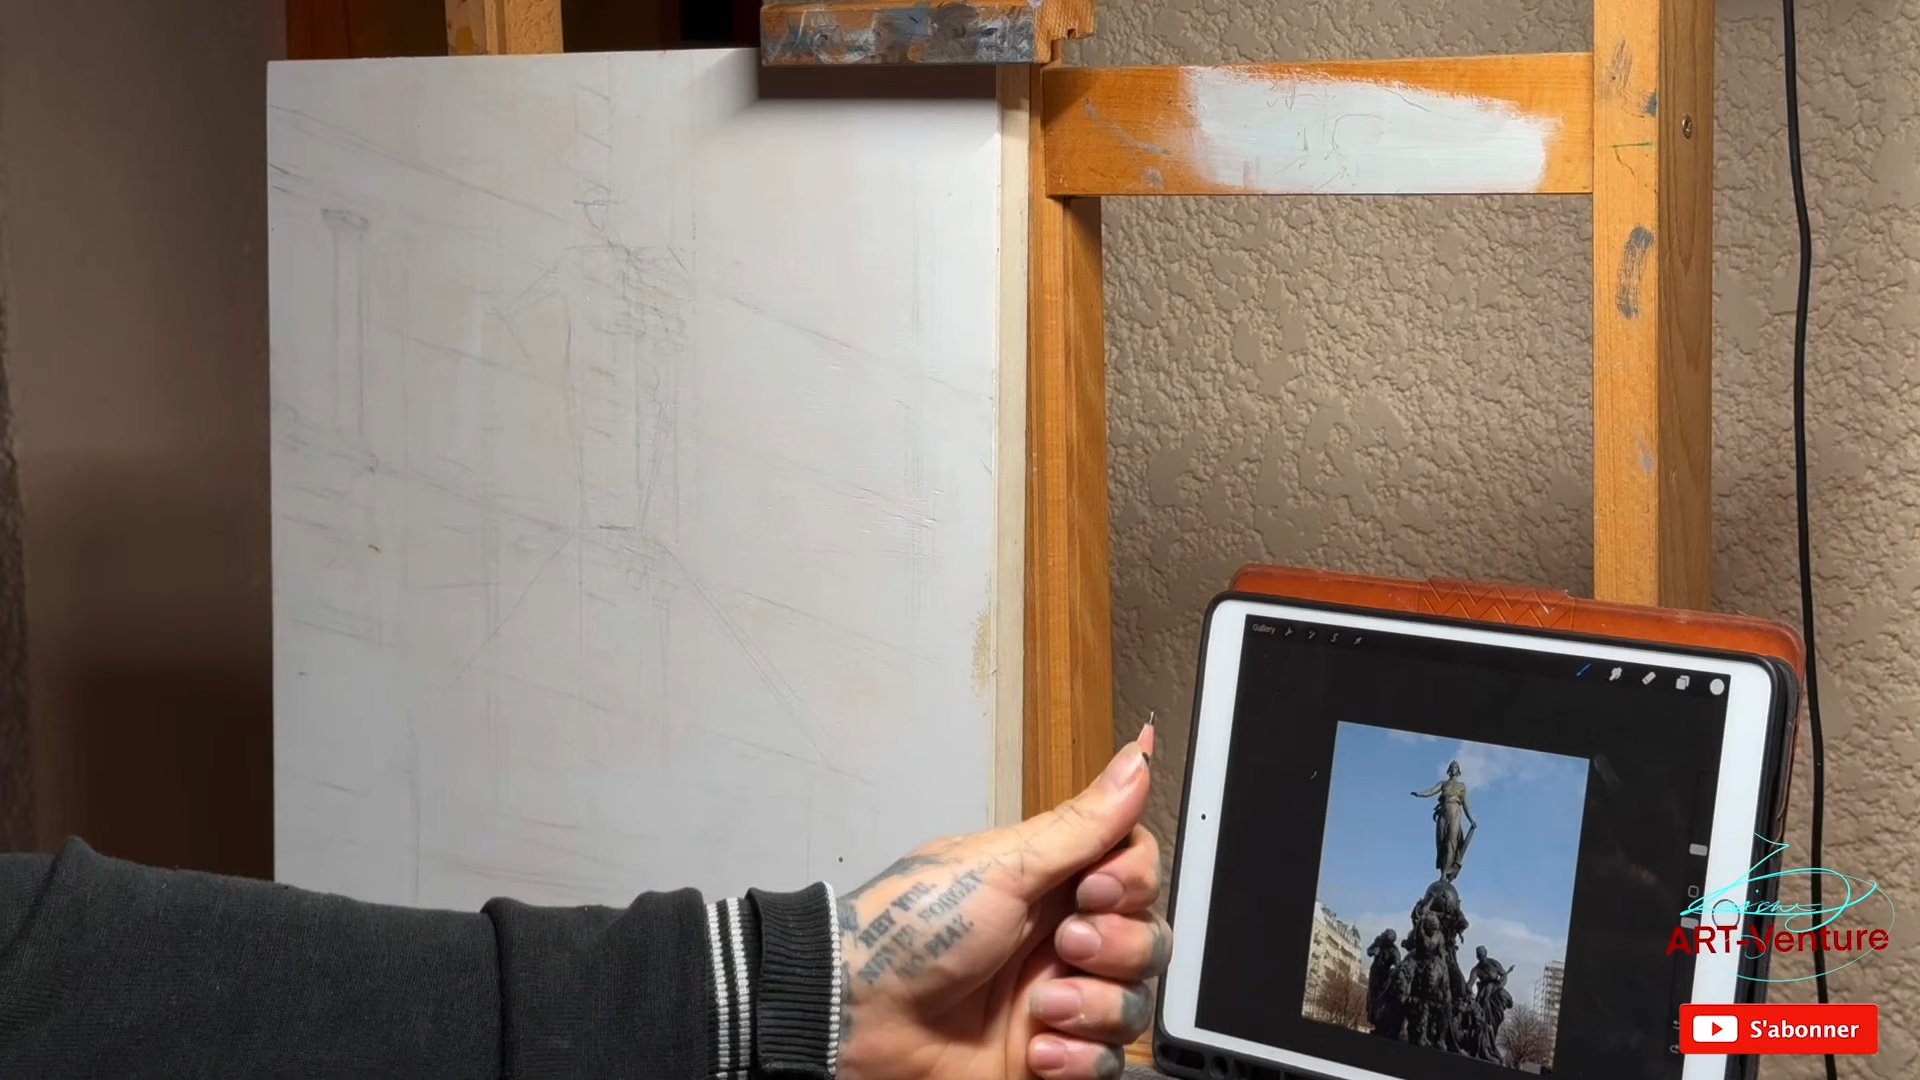 Gallery
HEY YOU,
NEVER FORGET
TO PLAY.
ART-Venture
S'abonner